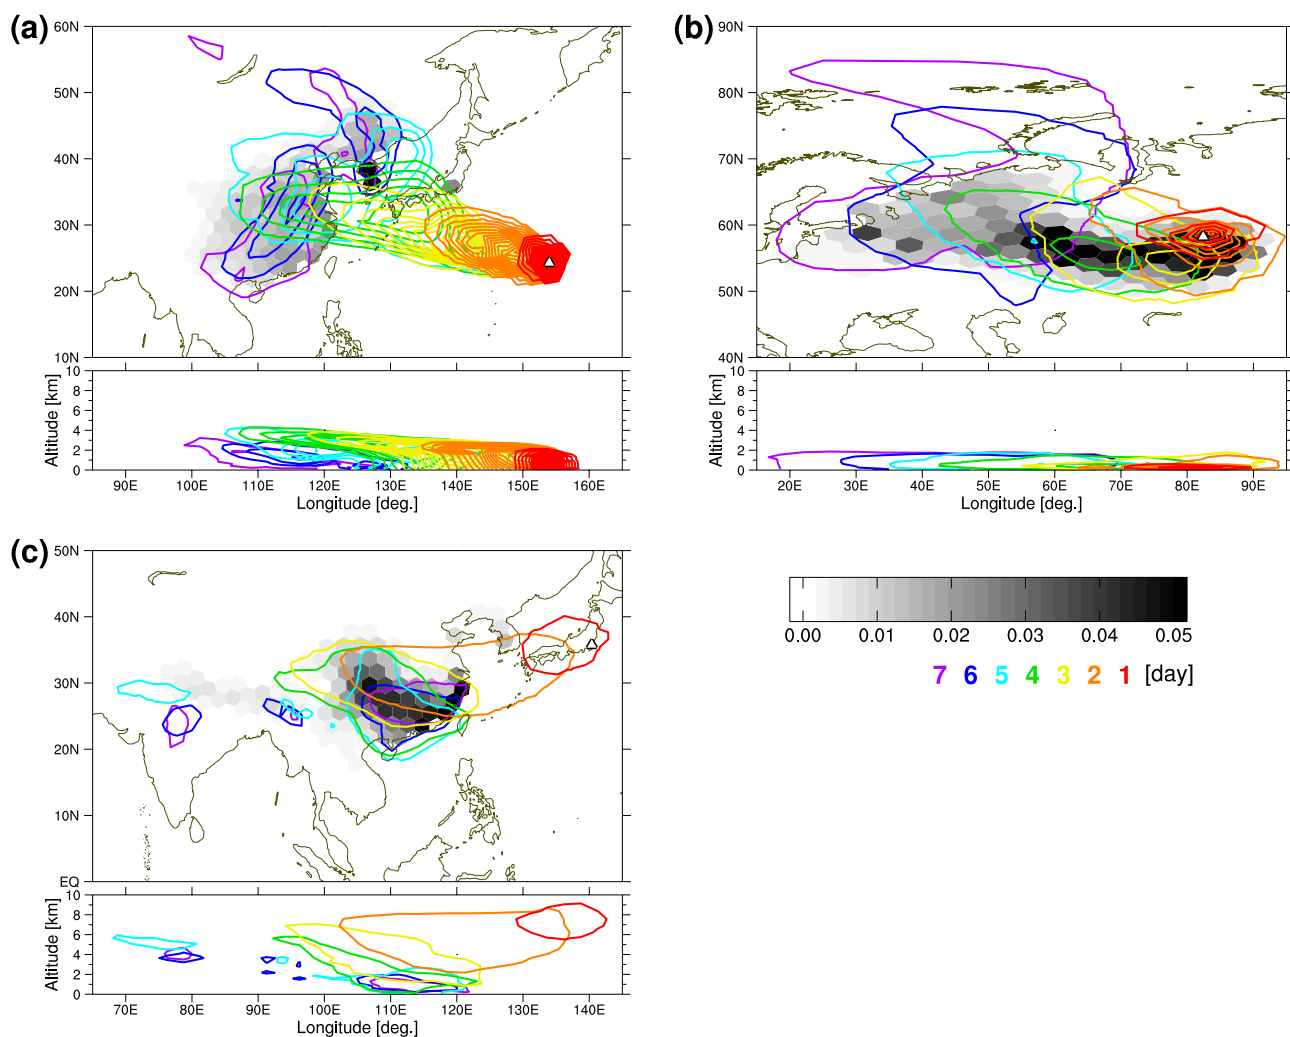 (a)
60N
50N
40N
30N
20N
10N
Altitude [km]
10
8
6
4
2
0
90E 100E 110E 120E 130E 140E 150E 160E
Longitude [deg.]
(b)
90N
80N
70N
60N
50N
40N
Altitude [km]
10
8
6
4
2
0
20E 30E 40E 50E 60E 70E 80E 90E
Longitude [deg.]
(c)
50N
40N
30N
20N
10N
EQ
Altitude [km]
10
8
6
4
2
0
70E 80E 90E 100E 110E 120E 130E 140E
Longitude [deg.]
0.00 0.01 0.02 0.03 0.04 0.05
7 6 5 4 3 2 1 [day]